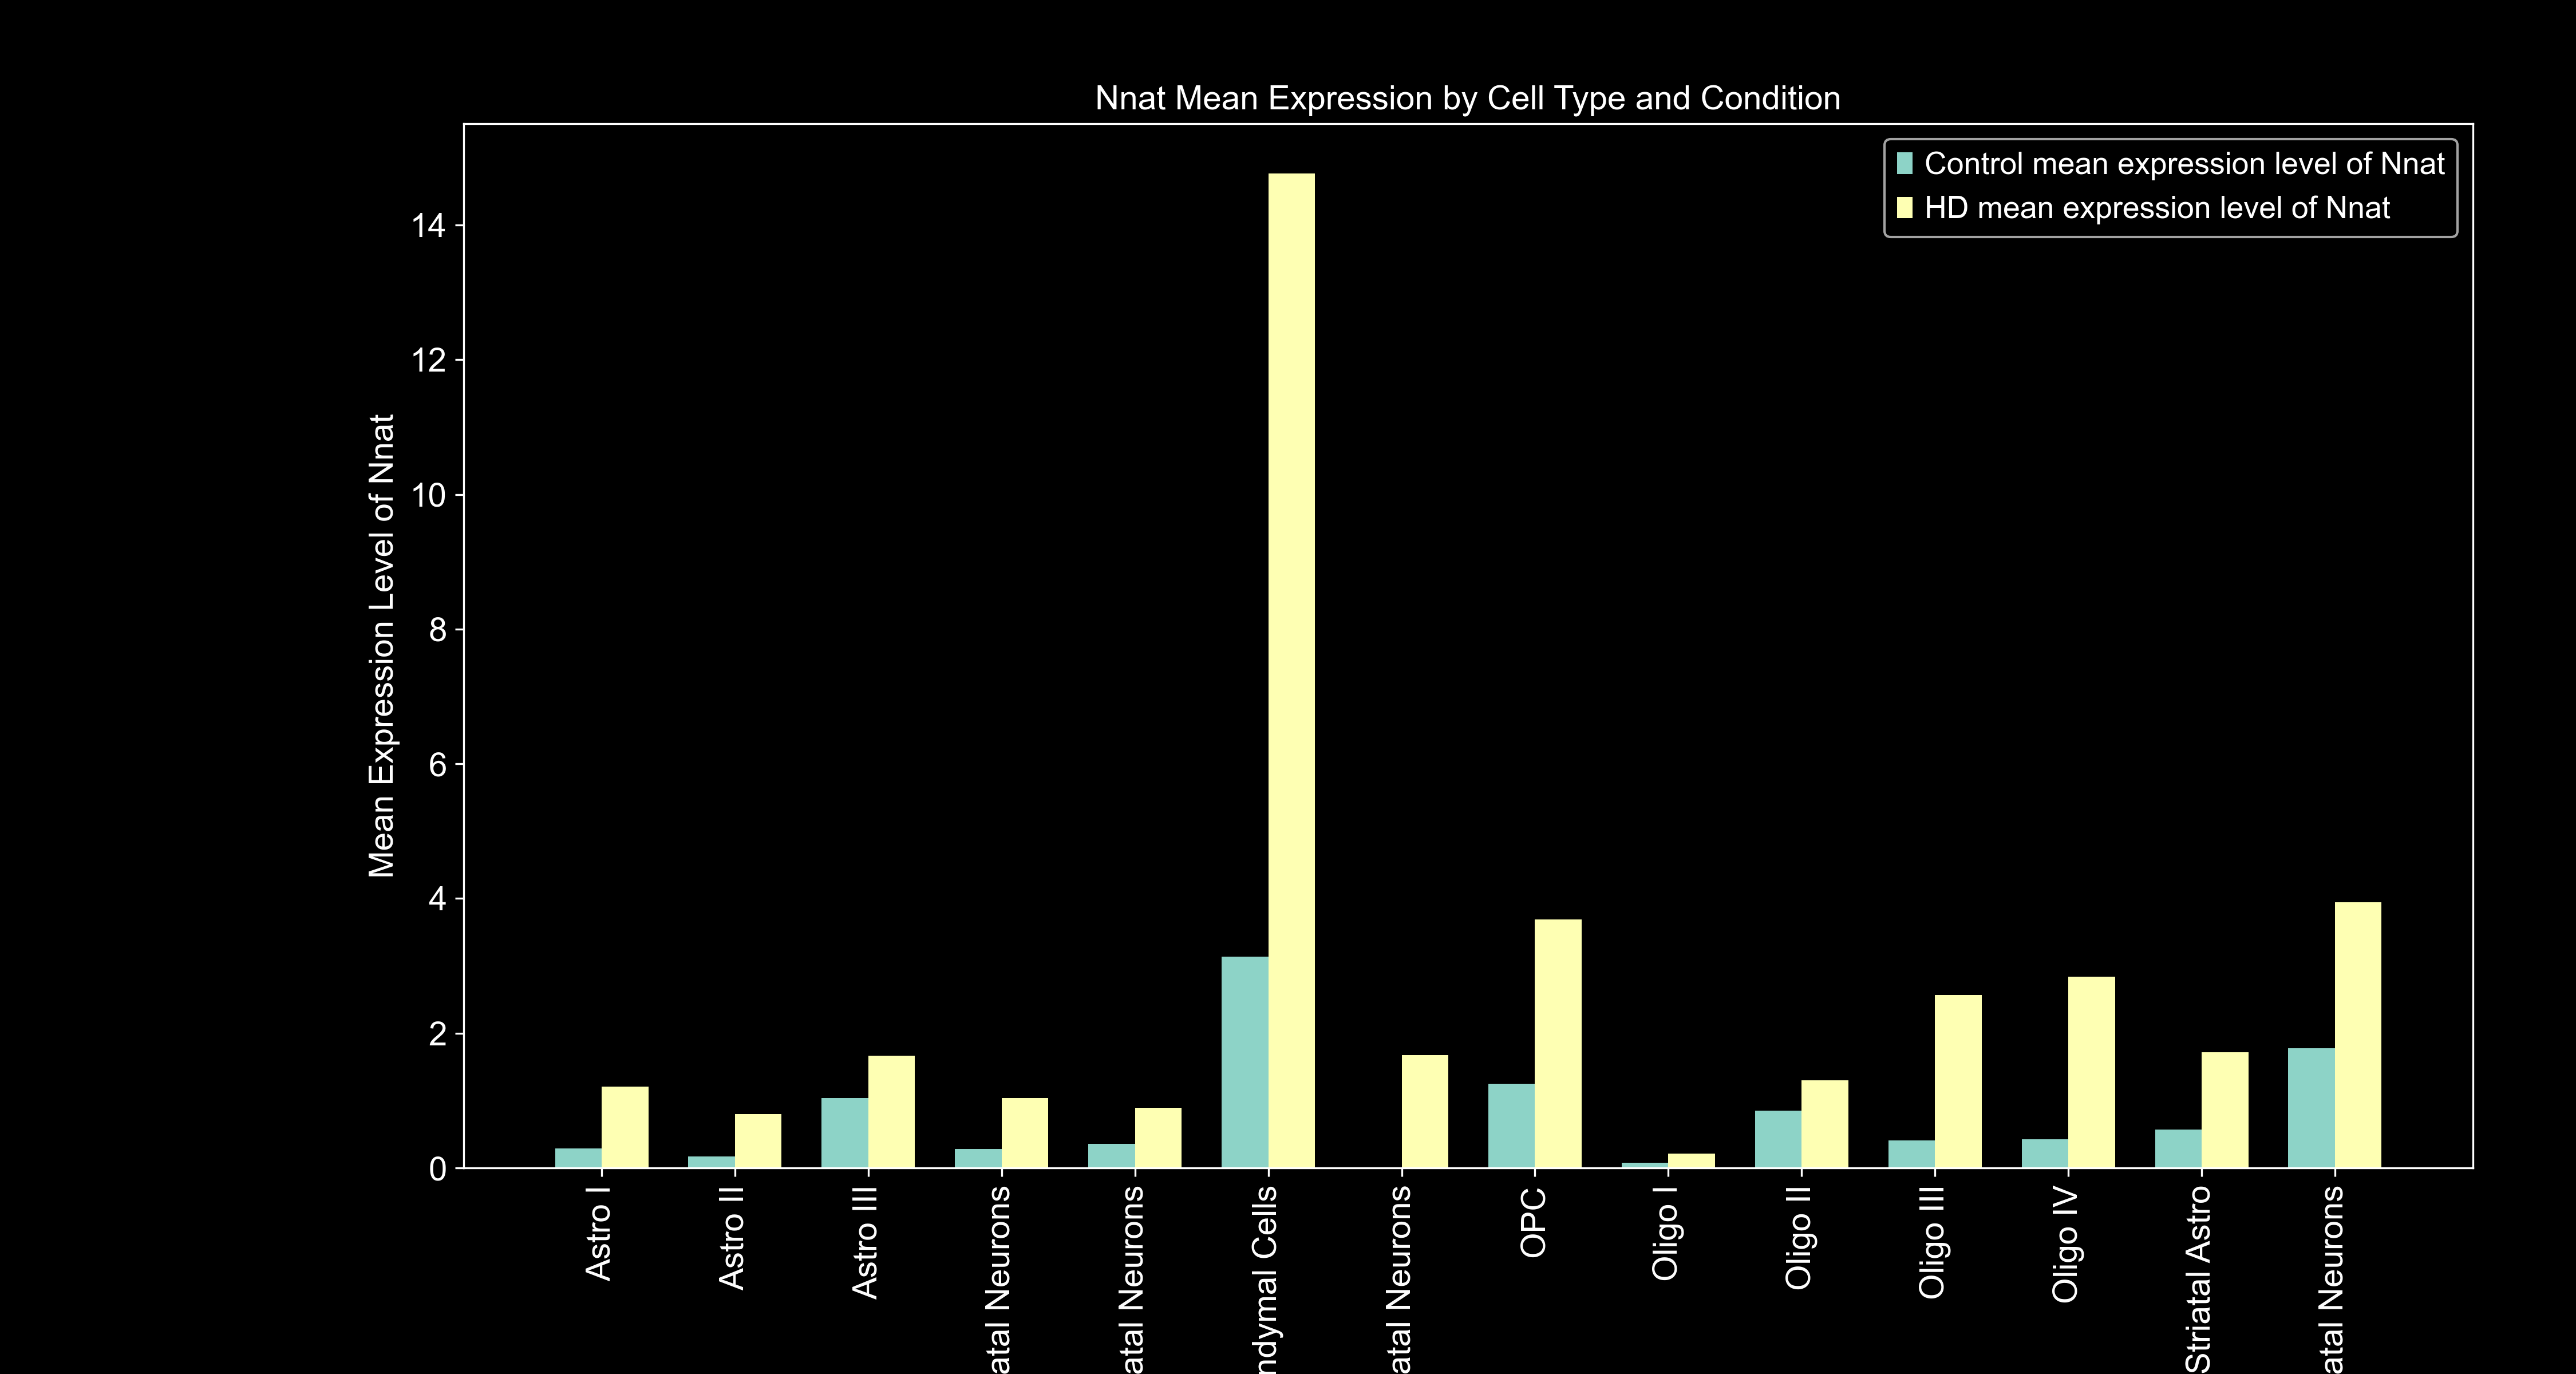 Nnat Mean Expression by Cell Type and Condition
Control mean expression level of Nnat
HD mean expression level of Nnat
Mean Expression Level of Nnat
14
12
10
8
6
4
2
0
Astro I
Astro II
Astro III
atal Neurons
atal Neurons
ndymal Cells
atal Neurons
OPC
Oligo I
Oligo II
Oligo III
Oligo IV
Striatal Astro
atal Neurons